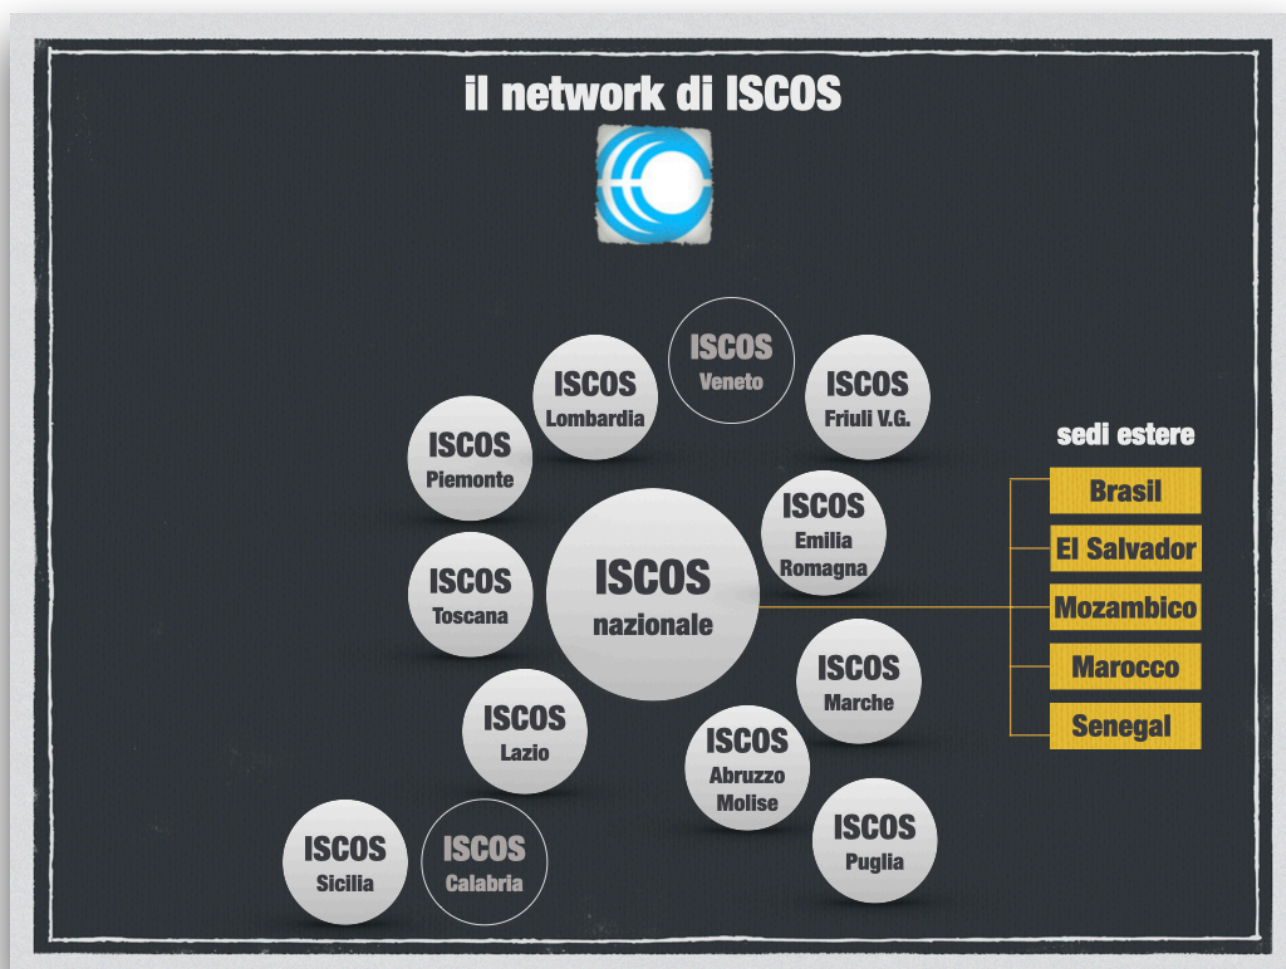 il network di ISCOS
ISCOS
Veneto
ISCOS
Lombardia
ISCOS
Friuli V.G.
ISCOS
Piemonte
sedi estere
Brasil
El Salvador
Mozambico
Marocco
Senegal
ISCOS
Emilia
Romagna
ISCOS
Toscana
ISCOS
nazionale
ISCOS
Marche
ISCOS
Lazio
ISCOS
Abruzzo
Molise
ISCOS
Puglia
ISCOS
Sicilia
ISCOS
Calabria